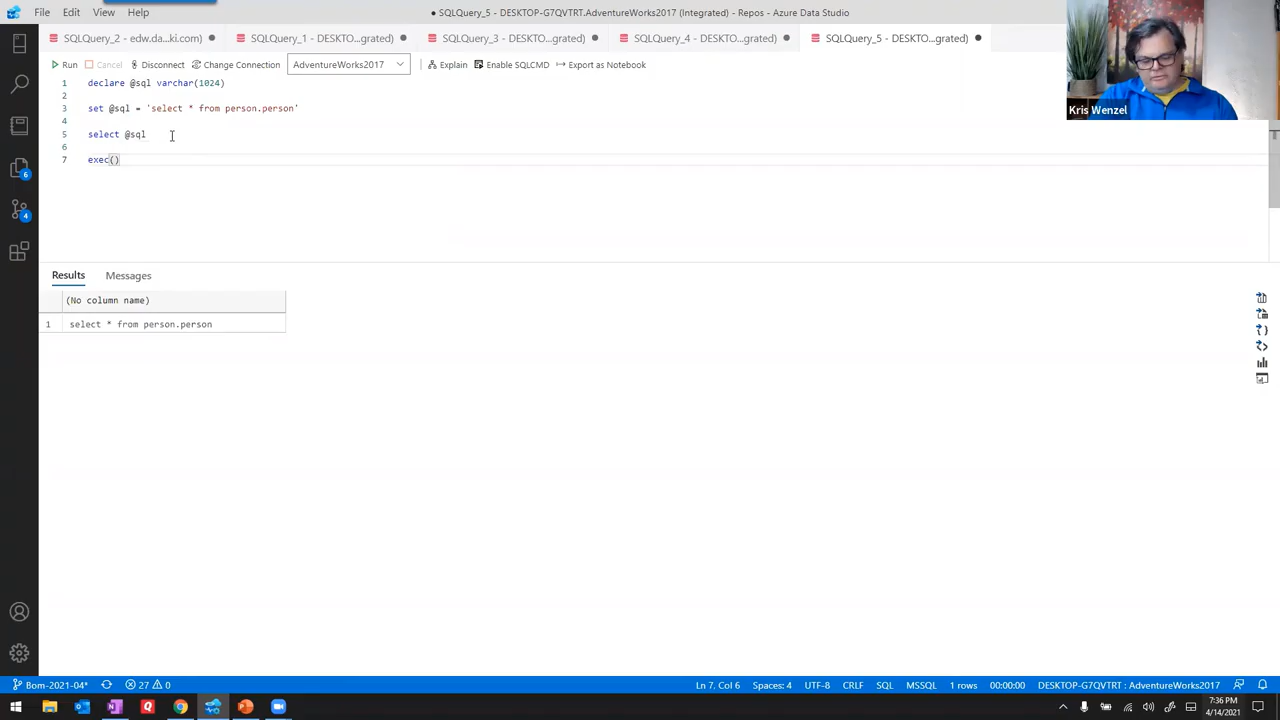 File Edit View Help
● SQLQuery_5 - DESKTOP-G7QVTRT.AdventureWorks2017 (Integrated) - Repos - Azure Data Studio
SQLQuery_2 - edw.da...ki.com) SQLQuery_1 - DESKTO...grated) SQLQuery_3 - DESKTO...grated) SQLQuery_4 - DESKTO...grated) SQLQuery_5 - DESKTO...grated)
Run Cancel Disconnect Change Connection AdventureWorks2017 Explain Enable SQLCMD Export as Notebook
1 declare @sql varchar(1024)
2
3 set @sql = 'select * from person.person'
4
5 select @sql
6
7 exec()
Kris Wenzel
6
4
Results Messages
(No column name)
1 select * from person.person
Bom-2021-04* 27 0 Ln 7, Col 6 Spaces: 4 UTF-8 CRLF SQL MSSQL 1 rows 00:00:00 DESKTOP-G7QVTRT : AdventureWorks2017
7:36 PM
4/14/2021